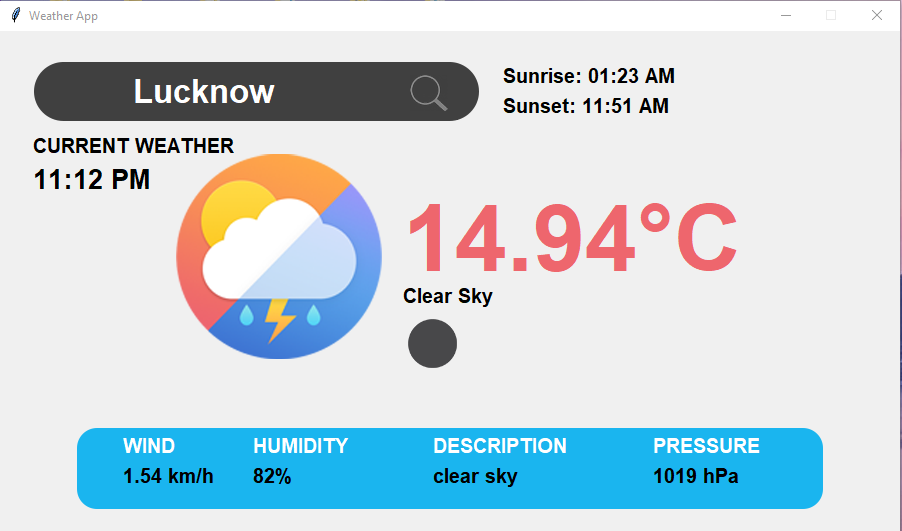 Weather App
Lucknow
Sunrise: 01:23 AM
Sunset: 11:51 AM
CURRENT WEATHER
11:12 PM
14.94°C
Clear Sky
WIND HUMIDITY DESCRIPTION PRESSURE
1.54 km/h 82% clear sky 1019 hPa